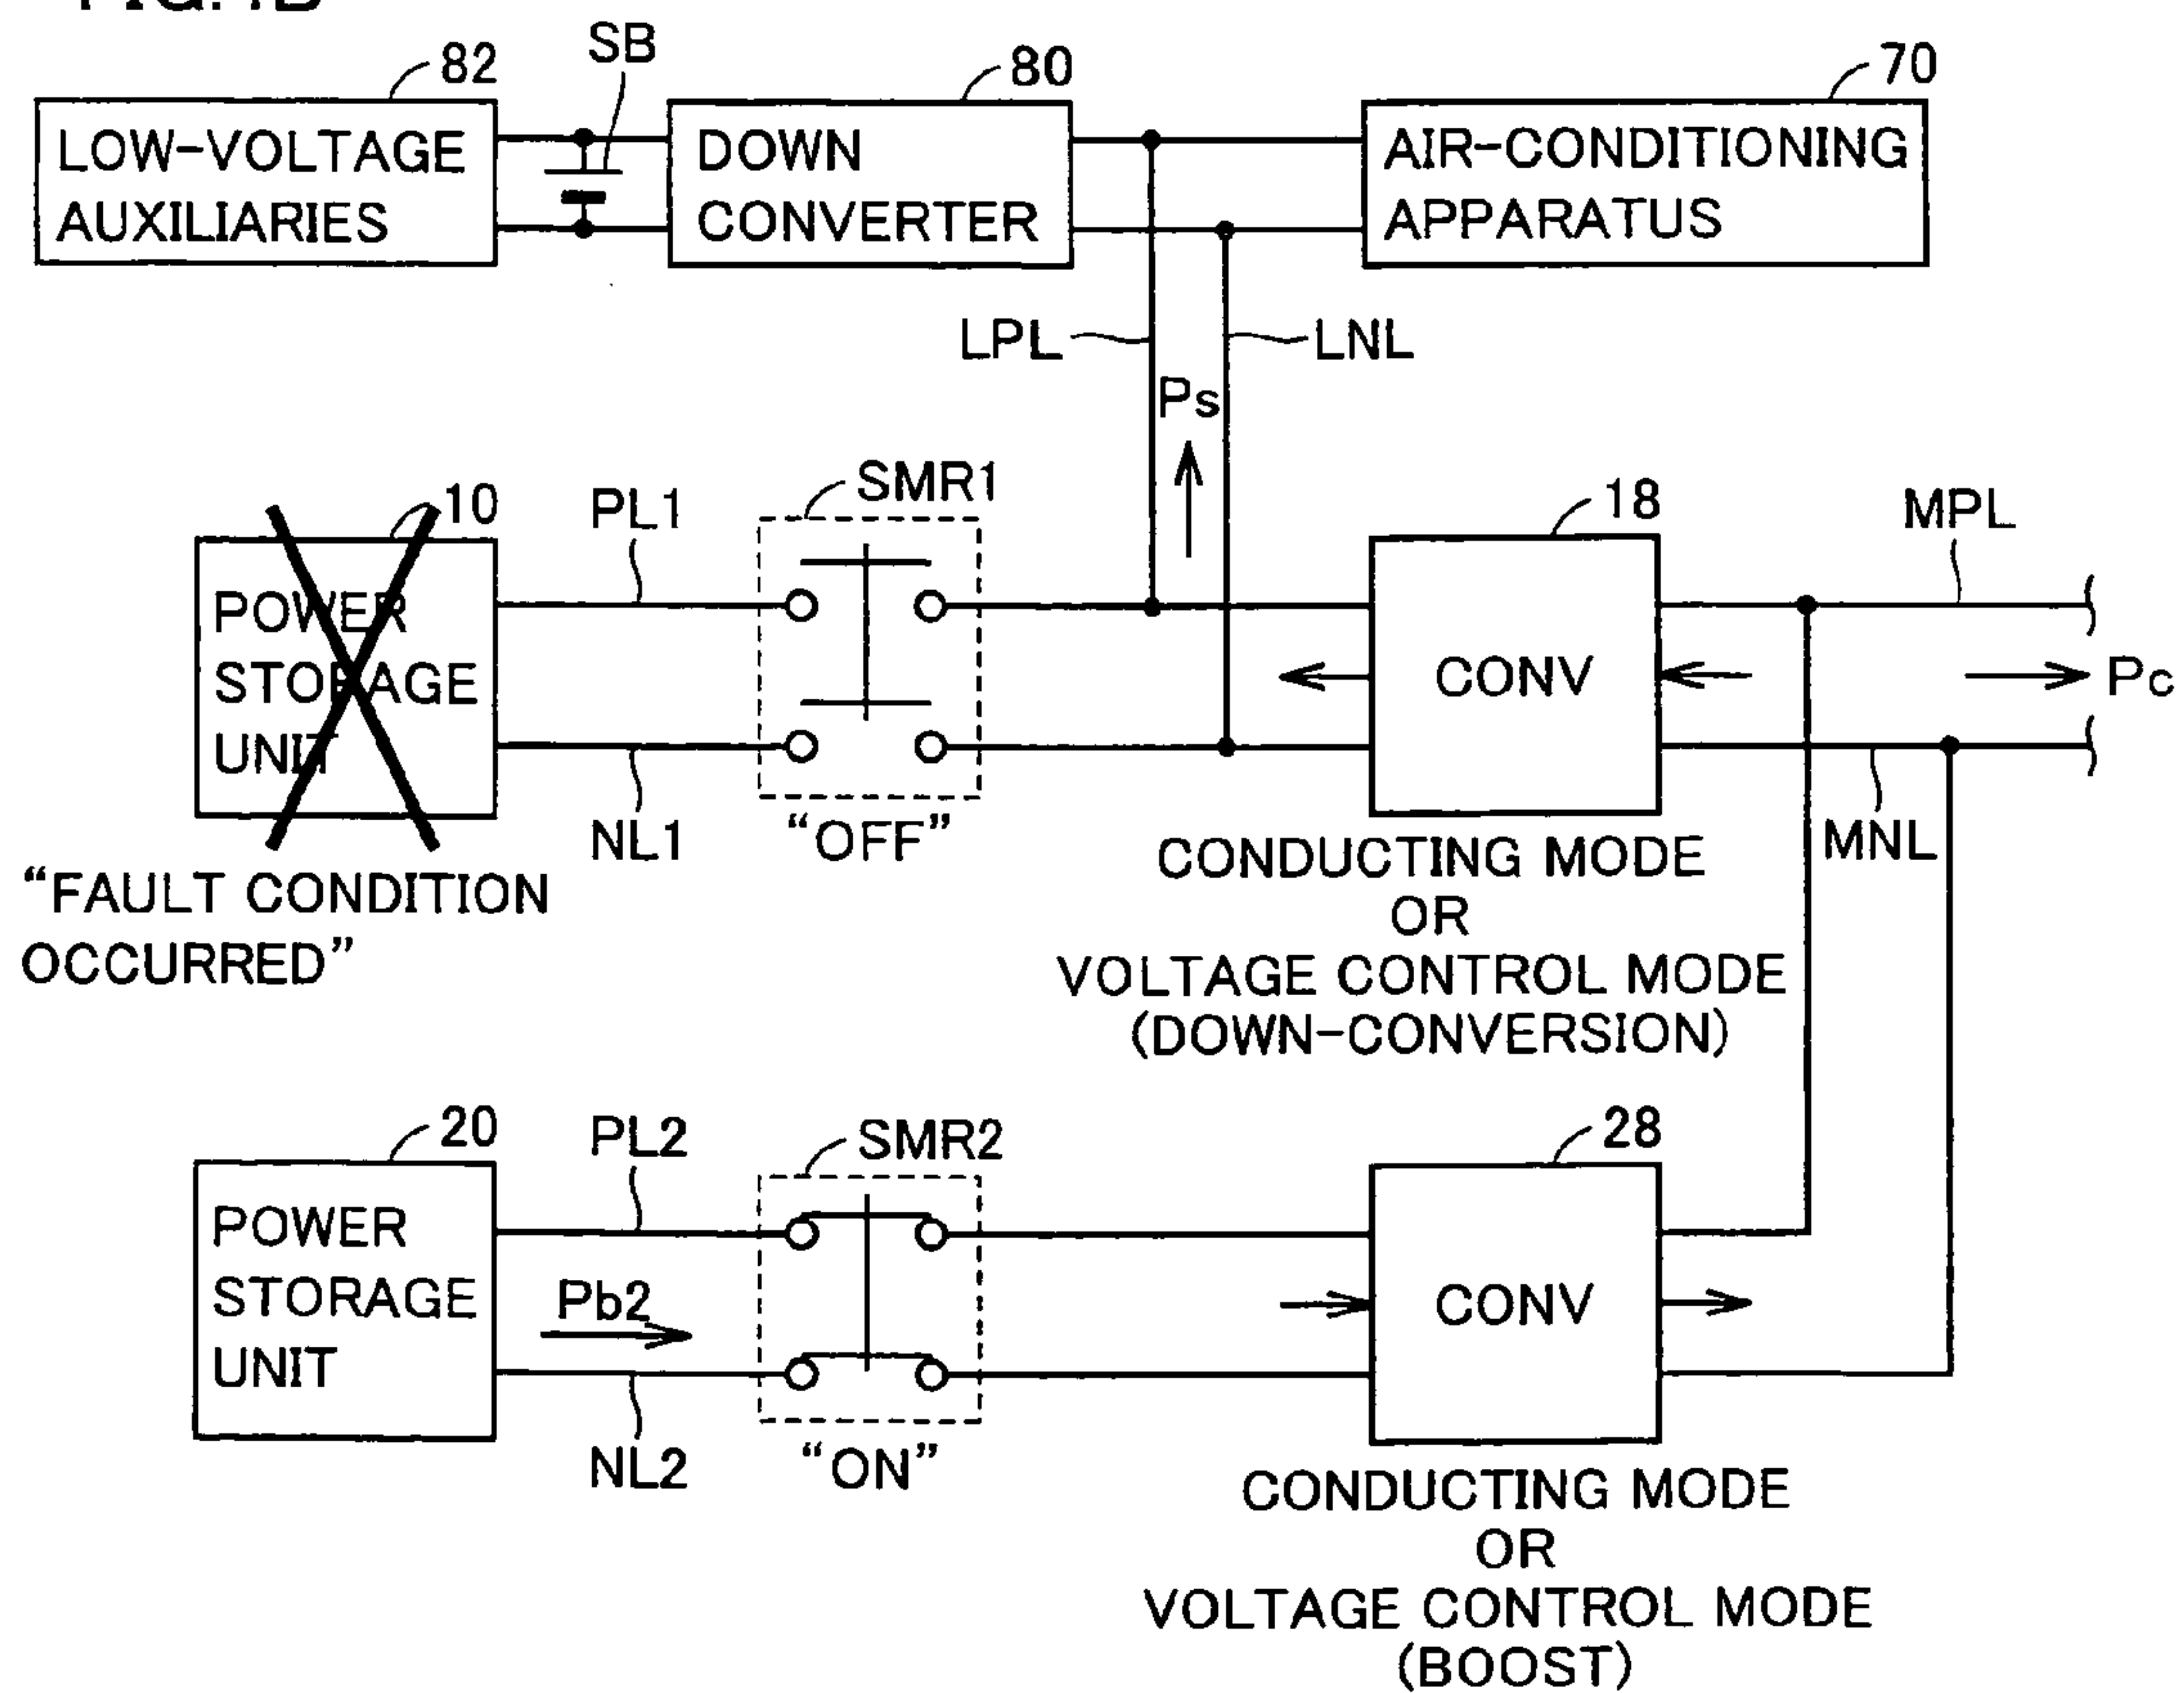 SB
82
80
70
LOW-VOLTAGE
AUXILIARIES
DOWN
CONVERTER
AIR-CONDITIONING
APPARATUS
LPL
LNL
Ps
10
PL1
SMR1
18
MPL
POWER
STORAGE
UNIT
CONV
Pc
NL1
"OFF"
MNL
"FAULT CONDITION
OCCURRED"
CONDUCTING MODE
OR
VOLTAGE CONTROL MODE
(DOWN-CONVERSION)
20
PL2
SMR2
28
POWER
STORAGE
UNIT
Pb2
CONV
NL2
"ON"
CONDUCTING MODE
OR
VOLTAGE CONTROL MODE
(BOOST)